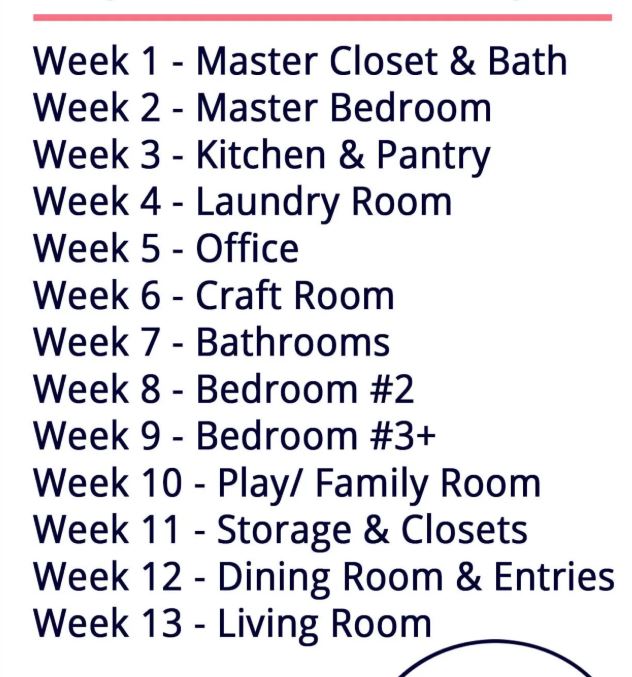 Week 1 - Master Closet & Bath
Week 2 - Master Bedroom
Week 3 - Kitchen & Pantry
Week 4 - Laundry Room
Week 5 - Office
Week 6 - Craft Room
Week 7 - Bathrooms
Week 8 - Bedroom #2
Week 9 - Bedroom #3+
Week 10 - Play/ Family Room
Week 11 - Storage & Closets
Week 12 - Dining Room & Entries
Week 13 - Living Room